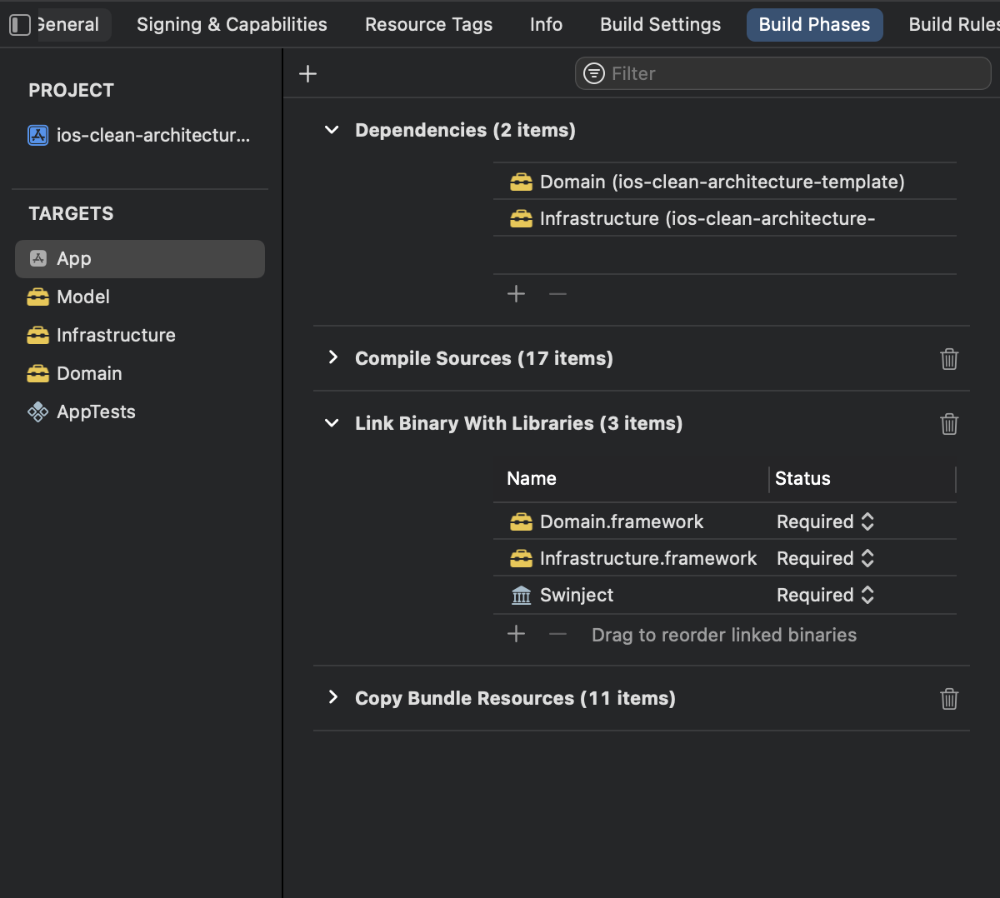 General Signing & Capabilities Resource Tags Info Build Settings Build Phases Build Rules
Filter
PROJECT
ios-clean-architectur...
TARGETS
App
Model
Infrastructure
Domain
AppTests
Dependencies (2 items)
Domain (ios-clean-architecture-template)
Infrastructure (ios-clean-architecture-
Compile Sources (17 items)
Link Binary With Libraries (3 items)
Name Status
Domain.framework Required
Infrastructure.framework Required
Swinject Required
Drag to reorder linked binaries
Copy Bundle Resources (11 items)